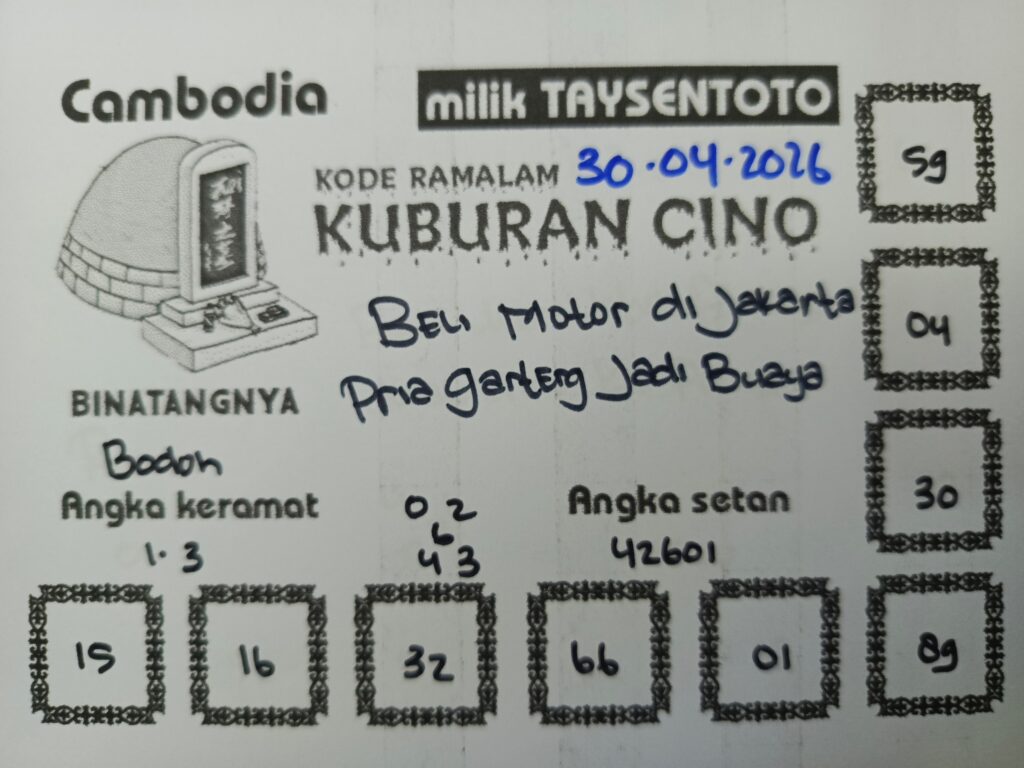 Cambodia
milik TAYSENTOTO
KODE RAMALAM 30.04.2026
KUBURAN CINO
Beli Motor di Jakarta
Pria ganteng Jadi Buaya
BINATANGNYA
Bodoh
Angka keramat
1. 3
0 2
6
4 3
Angka setan
42601
59
04
30
15
16
32
66
01
89